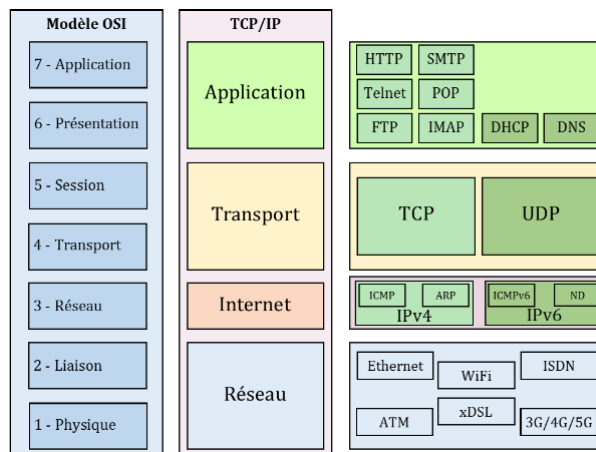 Modèle OSI
7 - Application
6 - Présentation
5 - Session
4 - Transport
3 - Réseau
2 - Liaison
1 - Physique
TCP/IP
Application
Transport
Internet
Réseau
HTTP SMTP
Telnet POP
FTP IMAP DHCP DNS
TCP UDP
ICMP ARP ICMPv6 ND
IPv4 IPv6
Ethernet WiFi ISDN
ATM xDSL 3G/4G/5G